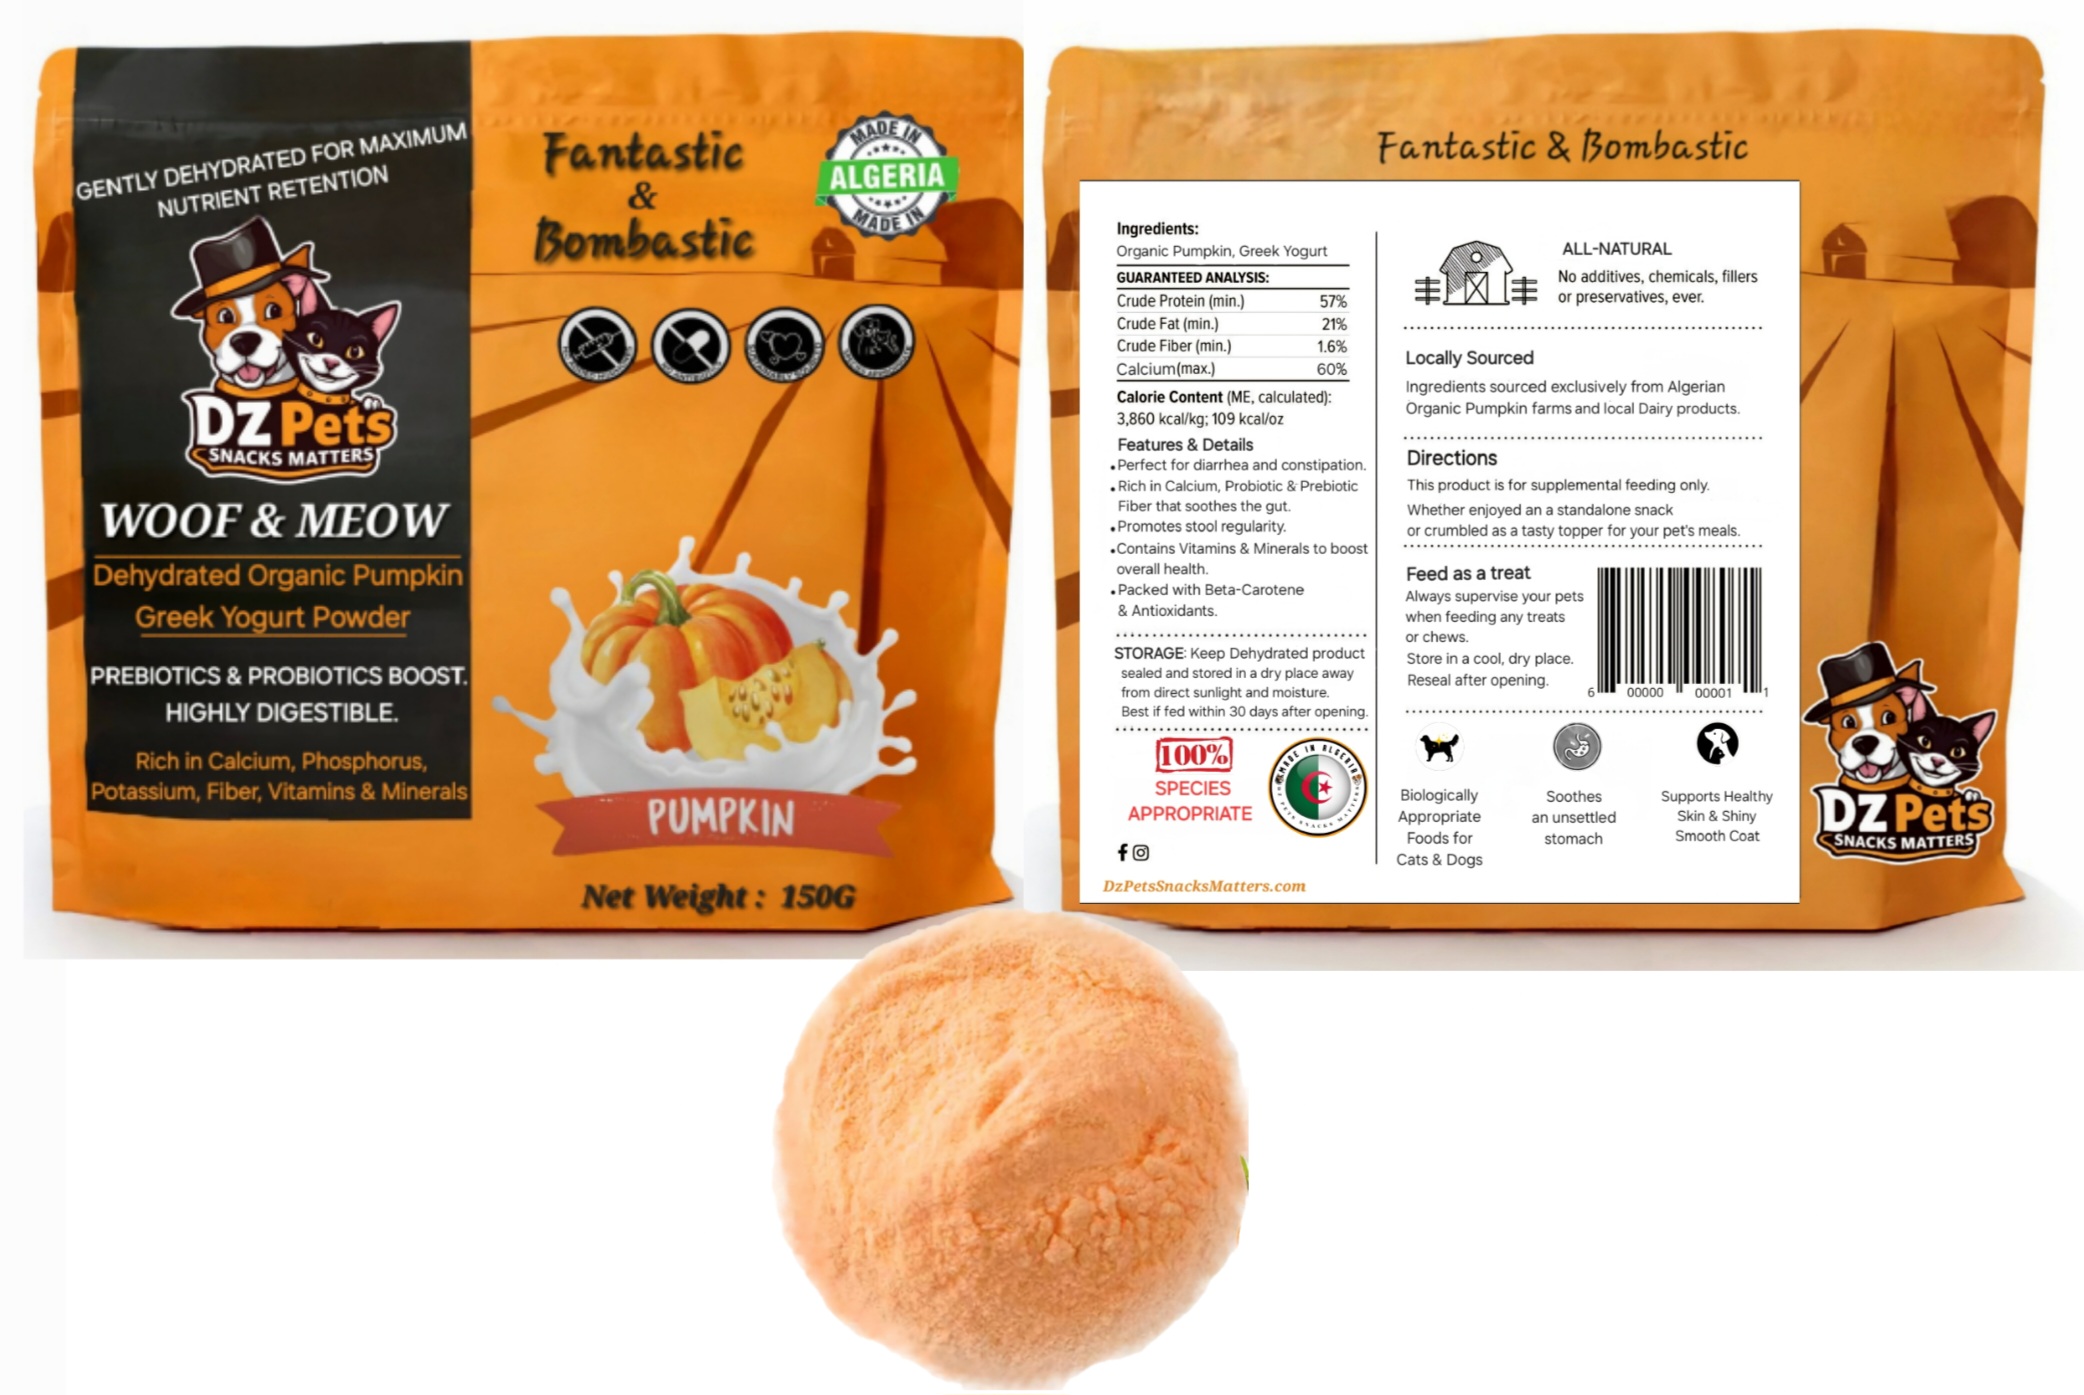 GENTLY DEHYDRATED FOR MAXIMUM
NUTRIENT RETENTION
DZ Pets
SNACKS MATTERS
WOOF & MEOW
Dehydrated Organic Pumpkin
Greek Yogurt Powder
PREBIOTICS & PROBIOTICS BOOST.
HIGHLY DIGESTIBLE.
Rich in Calcium, Phosphorus,
Potassium, Fiber, Vitamins & Minerals
Fantastic
&
Bombastic
MADE IN
ALGERIA
MADE IN
PUMPKIN
Net Weight : 150G
Fantastic & Bombastic
Ingredients:
Organic Pumpkin, Greek Yogurt
GUARANTEED ANALYSIS:
Crude Protein (min.) 57%
Crude Fat (min.) 21%
Crude Fiber (min.) 1.6%
Calcium(max.) 60%
Calorie Content (ME, calculated):
3,860 kcal/kg; 109 kcal/oz
Features & Details
•Perfect for diarrhea and constipation.
•Rich in Calcium, Probiotic & Prebiotic
Fiber that soothes the gut.
•Promotes stool regularity.
•Contains Vitamins & Minerals to boost
overall health.
•Packed with Beta-Carotene
& Antioxidants.
STORAGE: Keep Dehydrated product
sealed and stored in a dry place away
from direct sunlight and moisture.
Best if fed within 30 days after opening.
100%
SPECIES
APPROPRIATE
MADE IN ALGERIA
DzPetsSnacksMatters.com
ALL-NATURAL
No additives, chemicals, fillers
or preservatives, ever.
Locally Sourced
Ingredients sourced exclusively from Algerian
Organic Pumpkin farms and local Dairy products.
Directions
This product is for supplemental feeding only.
Whether enjoyed an a standalone snack
or crumbled as a tasty topper for your pet's meals.
Feed as a treat
Always supervise your pets
when feeding any treats
or chews.
Store in a cool, dry place.
Reseal after opening.
6 00000 00001 1
Biologically
Appropriate
Foods for
Cats & Dogs
Soothes
an unsettled
stomach
Supports Healthy
Skin & Shiny
Smooth Coat
DZ Pets
SNACKS MATTERS